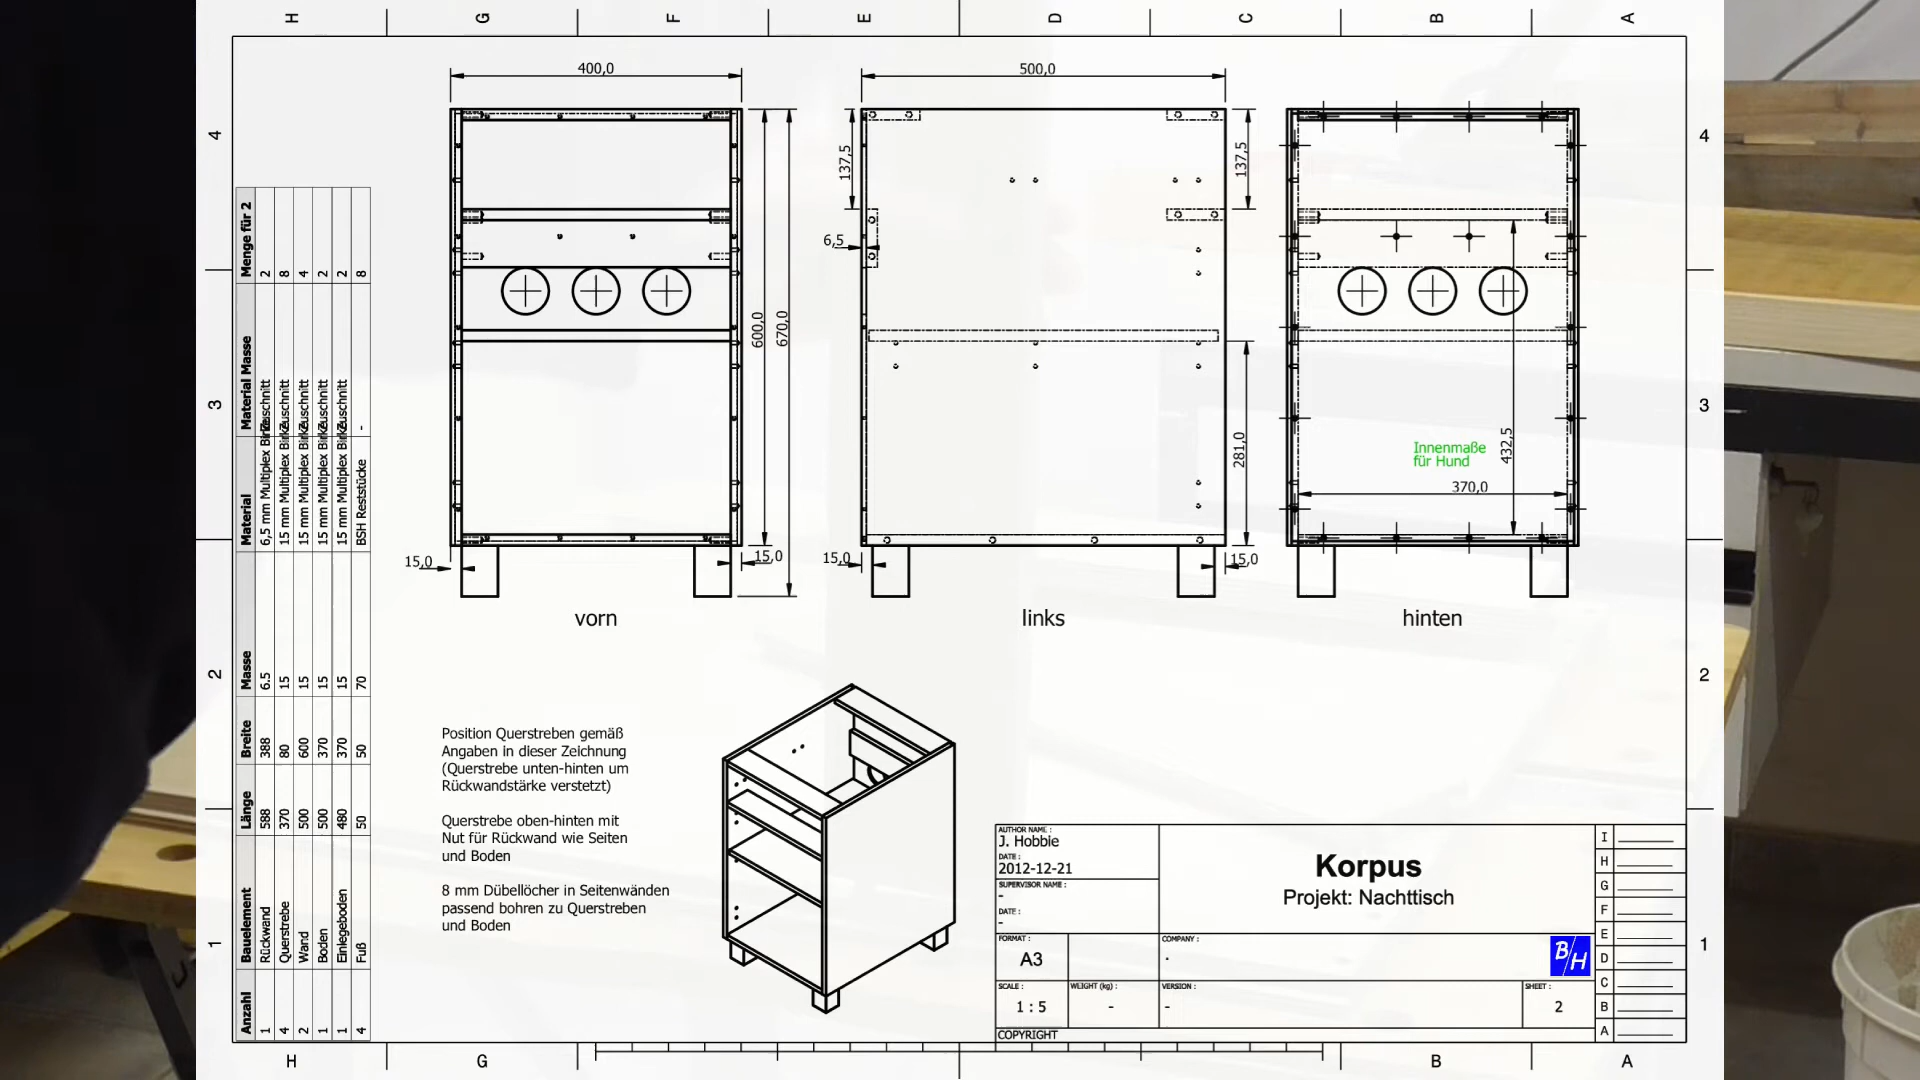 H G F E D C B A
4
4
3
3
2
2
1
1
400,0
500,0
137,5
137,5
6,5
600,0
670,0
281,0
432,5
Innenmaße
für Hund
370,0
15,0
15,0
15,0
15,0
vorn
links
hinten
Anzahl Bauelement Länge Breite Masse Material Material Masse Menge für 2
1 Rückwand 588 388 6.5 6,5 mm Multiplex Birke Zuschnitt 2
4 Querstrebe 370 80 15 15 mm Multiplex Birke Zuschnitt 8
2 Wand 500 600 15 15 mm Multiplex Birke Zuschnitt 4
1 Boden 500 370 15 15 mm Multiplex Birke Zuschnitt 2
1 Einlegeboden 480 370 15 15 mm Multiplex Birke Zuschnitt 2
4 Fuß 50 50 70 BSH Reststücke - 8
Position Querstreben gemäß
Angaben in dieser Zeichnung
(Querstrebe unten-hinten um
Rückwandstärke verstetzt)
Querstrebe oben-hinten mit
Nut für Rückwand wie Seiten
und Boden
8 mm Dübellöcher in Seitenwänden
passend bohren zu Querstreben
und Boden
AUTHOR NAME :
J. Hobbie
DATE :
2012-12-21
SUPERVISOR NAME :
-
DATE :
-
Korpus
Projekt: Nachttisch
FORMAT :
A3
COMPANY :
.
B/H
SCALE :
1 : 5
WEIGHT (kg) :
-
VERSION :
-
SHEET :
2
COPYRIGHT
I
H
G
F
E
D
C
B
A
H G B A